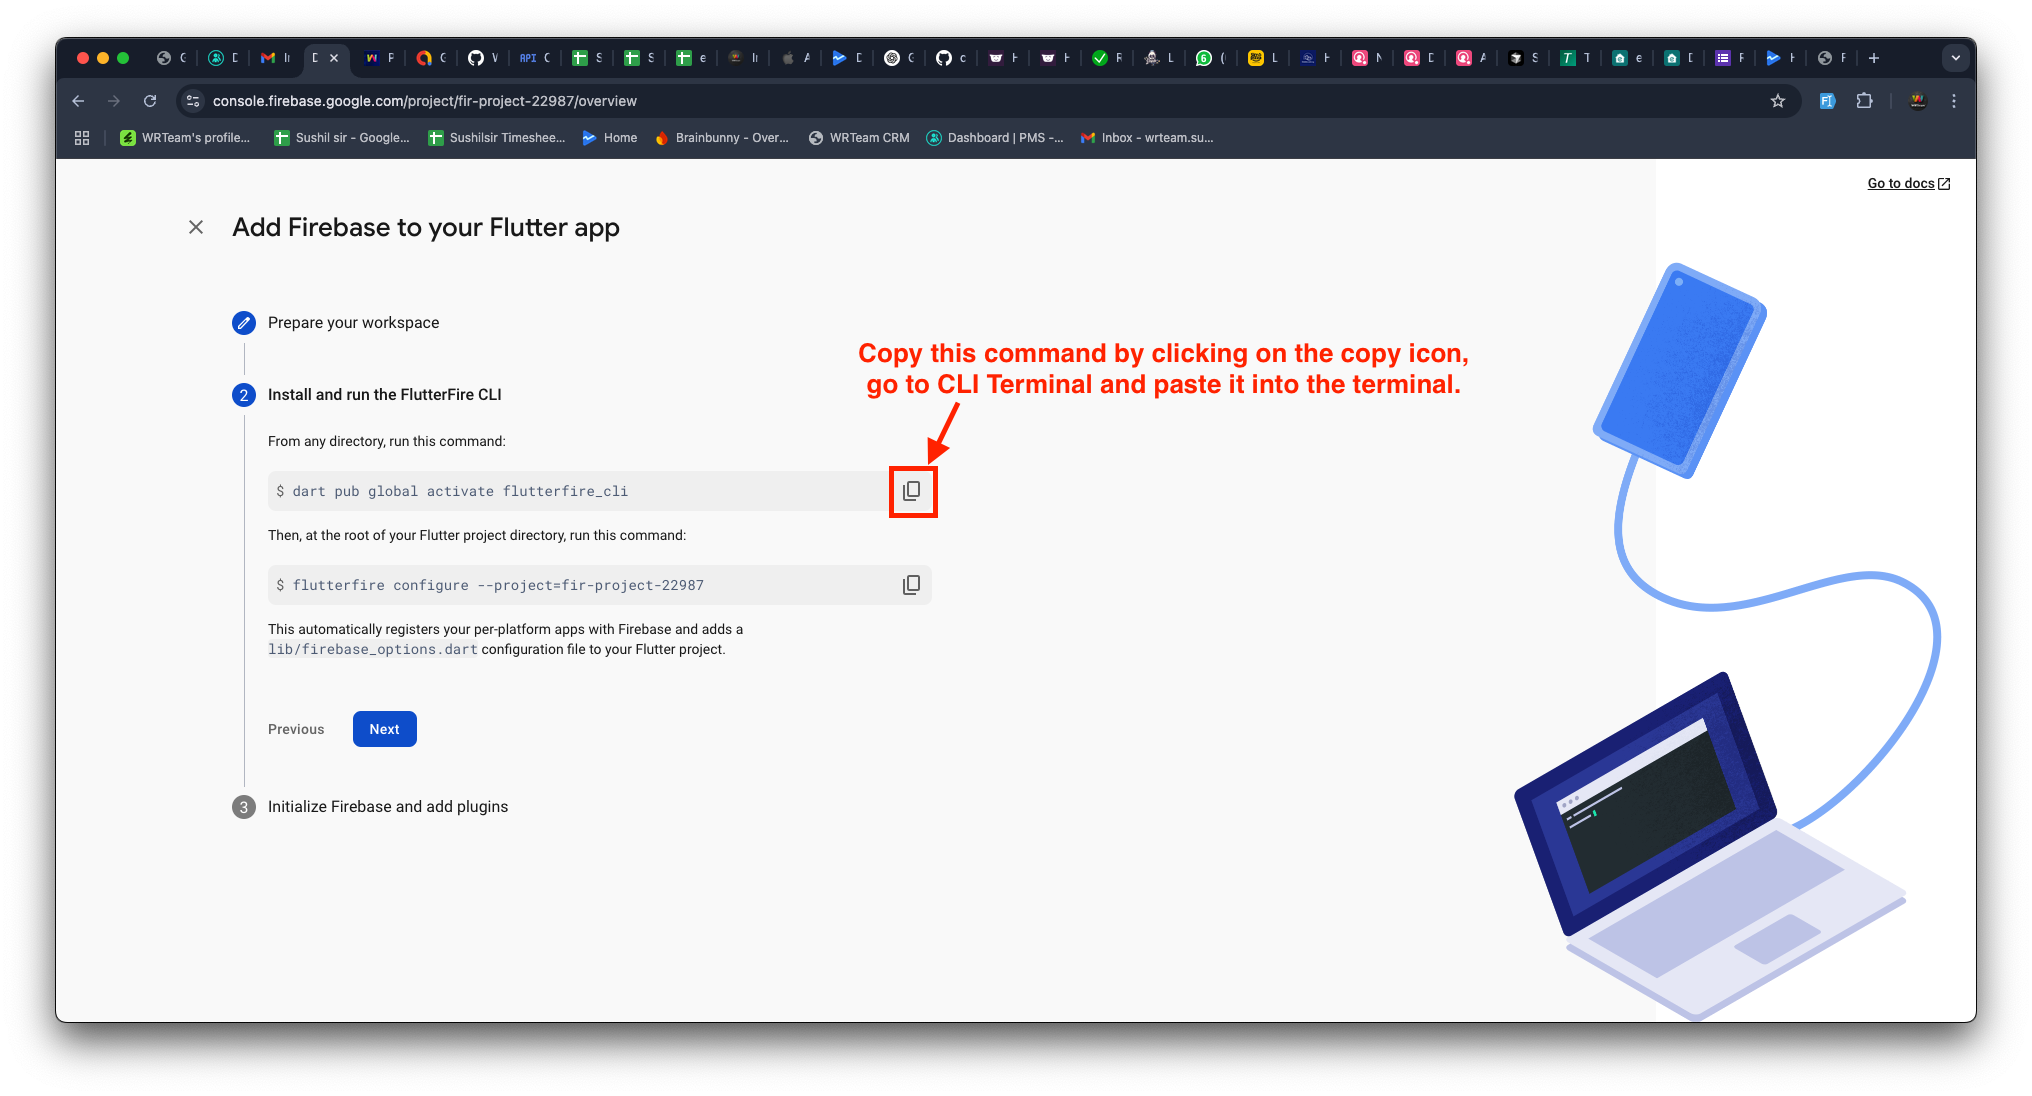 console.firebase.google.com/project/fir-project-22987/overview
WRTeam's profile...
Sushil sir - Google...
Sushilsir Timeshee...
Home
Brainbunny - Over...
WRTeam CRM
Dashboard | PMS -...
Inbox - wrteam.su...
Go to docs
Add Firebase to your Flutter app
Prepare your workspace
Copy this command by clicking on the copy icon,
go to CLI Terminal and paste it into the terminal.
2 Install and run the FlutterFire CLI
From any directory, run this command:
$ dart pub global activate flutterfire_cli
Then, at the root of your Flutter project directory, run this command:
$ flutterfire configure --project=fir-project-22987
This automatically registers your per-platform apps with Firebase and adds a
lib/firebase_options.dart configuration file to your Flutter project.
Previous
Next
3 Initialize Firebase and add plugins